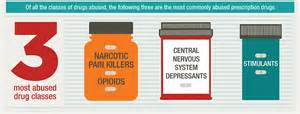 Of all the classes of drugs abused, the following three are the most commonly abused prescription drugs.
3
most abused
drug classes
NARCOTIC
PAIN KILLERS
OPIOIDS
CENTRAL
NERVOUS
SYSTEM
DEPRESSANTS
STIMULANTS